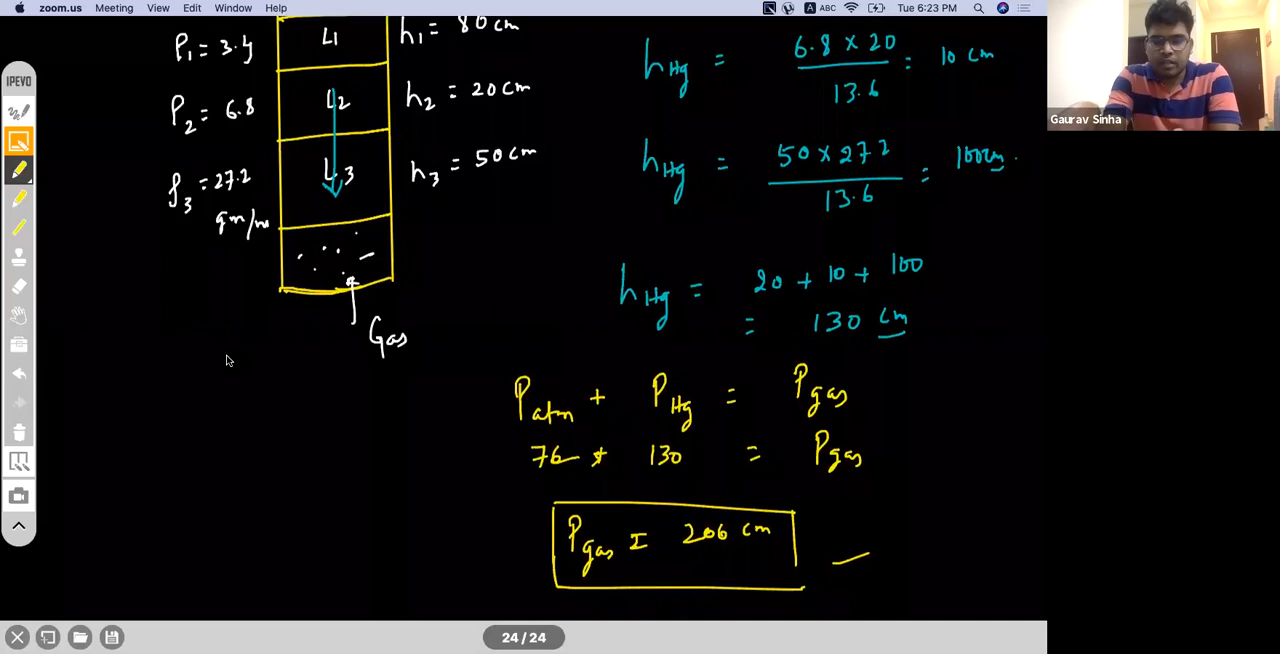 zoom.us Meeting View Edit Window Help
A ABC Tue 6:23 PM
IPEVO
P1 = 3.4 L1 h1 = 80 cm
P2 = 6.8 L2 h2 = 20 cm
ρ3 = 27.2 L3 h3 = 50 cm
gm/
Gas
hHg = 6.8 × 20 / 13.6 = 10 cm
hHg = 50 × 27.2 / 13.6 = 100 cm.
hHg = 20 + 10 + 100
= 130 cm
Patm + PHg = Pgas
76 + 130 = Pgas
Pgas = 206 cm
Gaurav Sinha
24 / 24